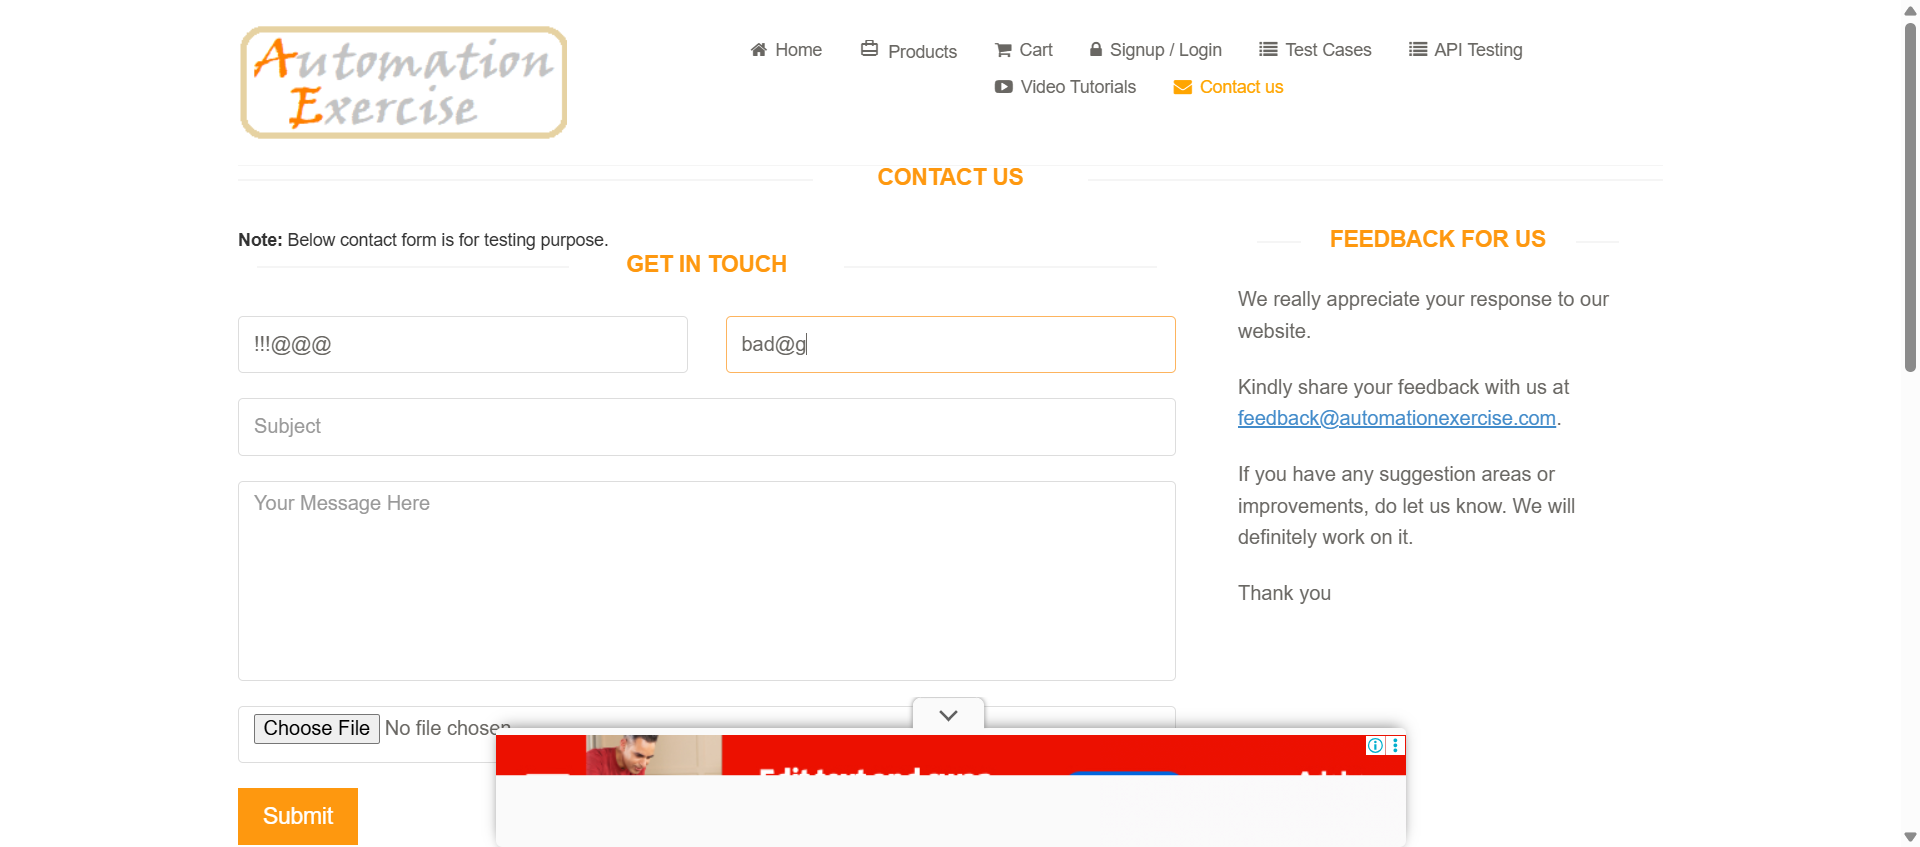 Automation
Exercise
Home
Products
Cart
Signup / Login
Test Cases
API Testing
Video Tutorials
Contact us
CONTACT US
Note: Below contact form is for testing purpose.
GET IN TOUCH
!!!@@@
bad@g
Subject
Your Message Here
Choose File No file chosen
Submit
FEEDBACK FOR US
We really appreciate your response to our
website.
Kindly share your feedback with us at
feedback@automationexercise.com.
If you have any suggestion areas or
improvements, do let us know. We will
definitely work on it.
Thank you
Edit text and